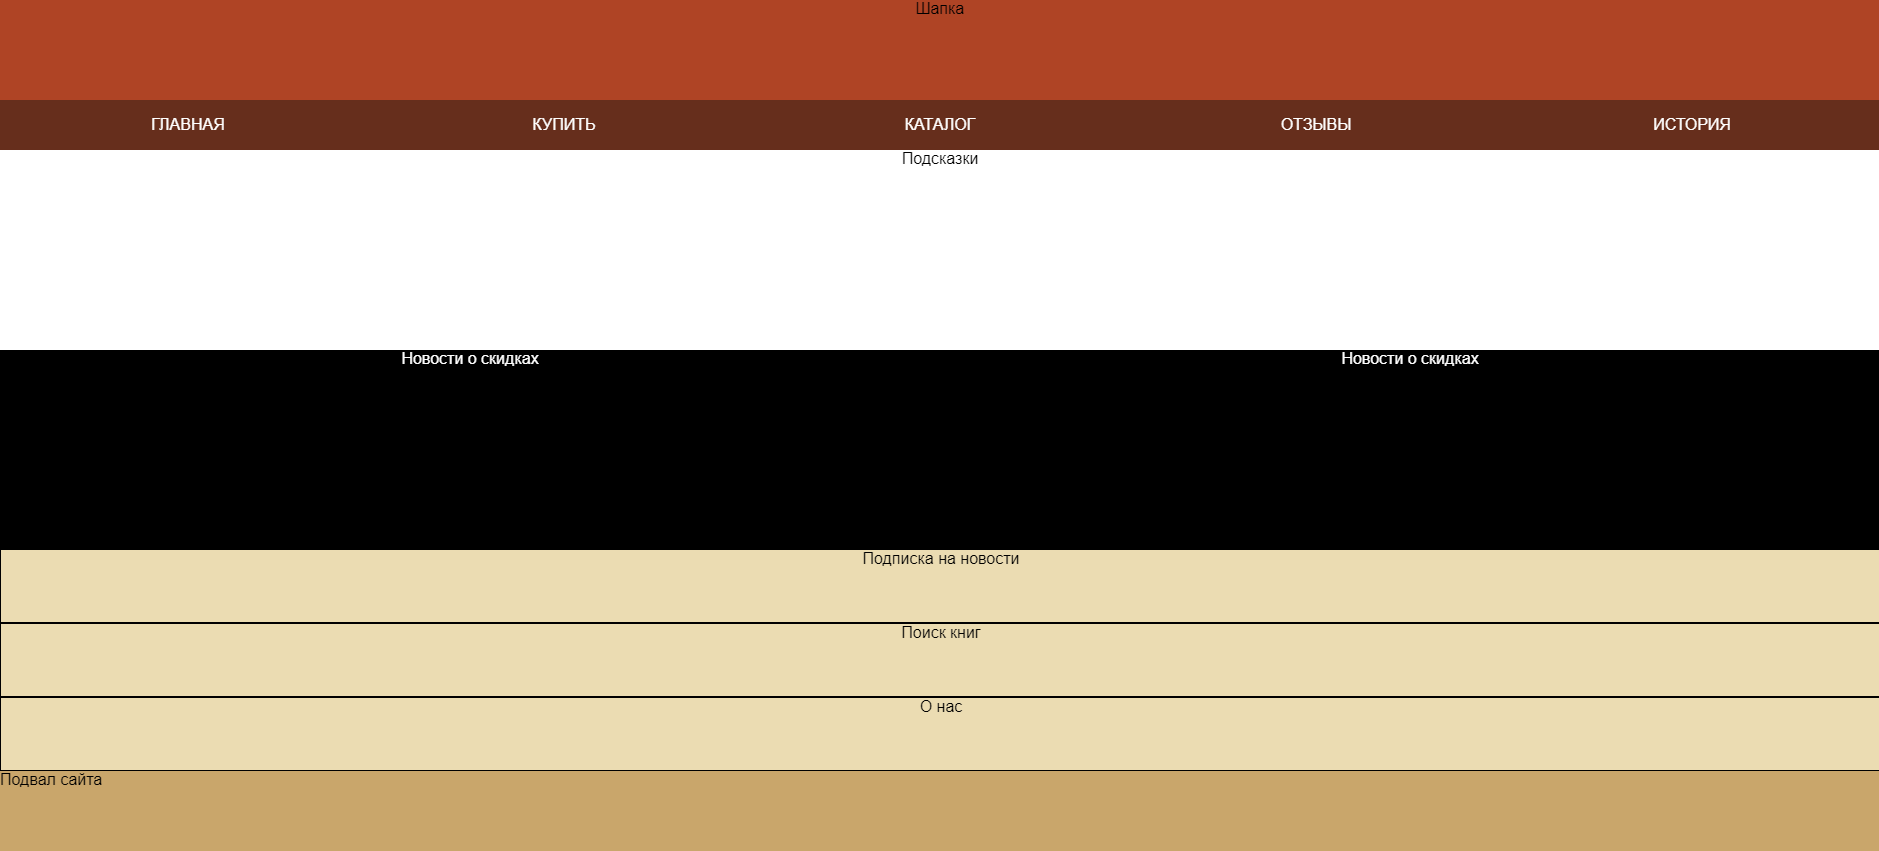 Шапка
ГЛАВНАЯ КУПИТЬ КАТАЛОГ ОТЗЫВЫ ИСТОРИЯ
Подсказки
Новости о скидках Новости о скидках
Подписка на новости
Поиск книг
О нас
Подвал сайта